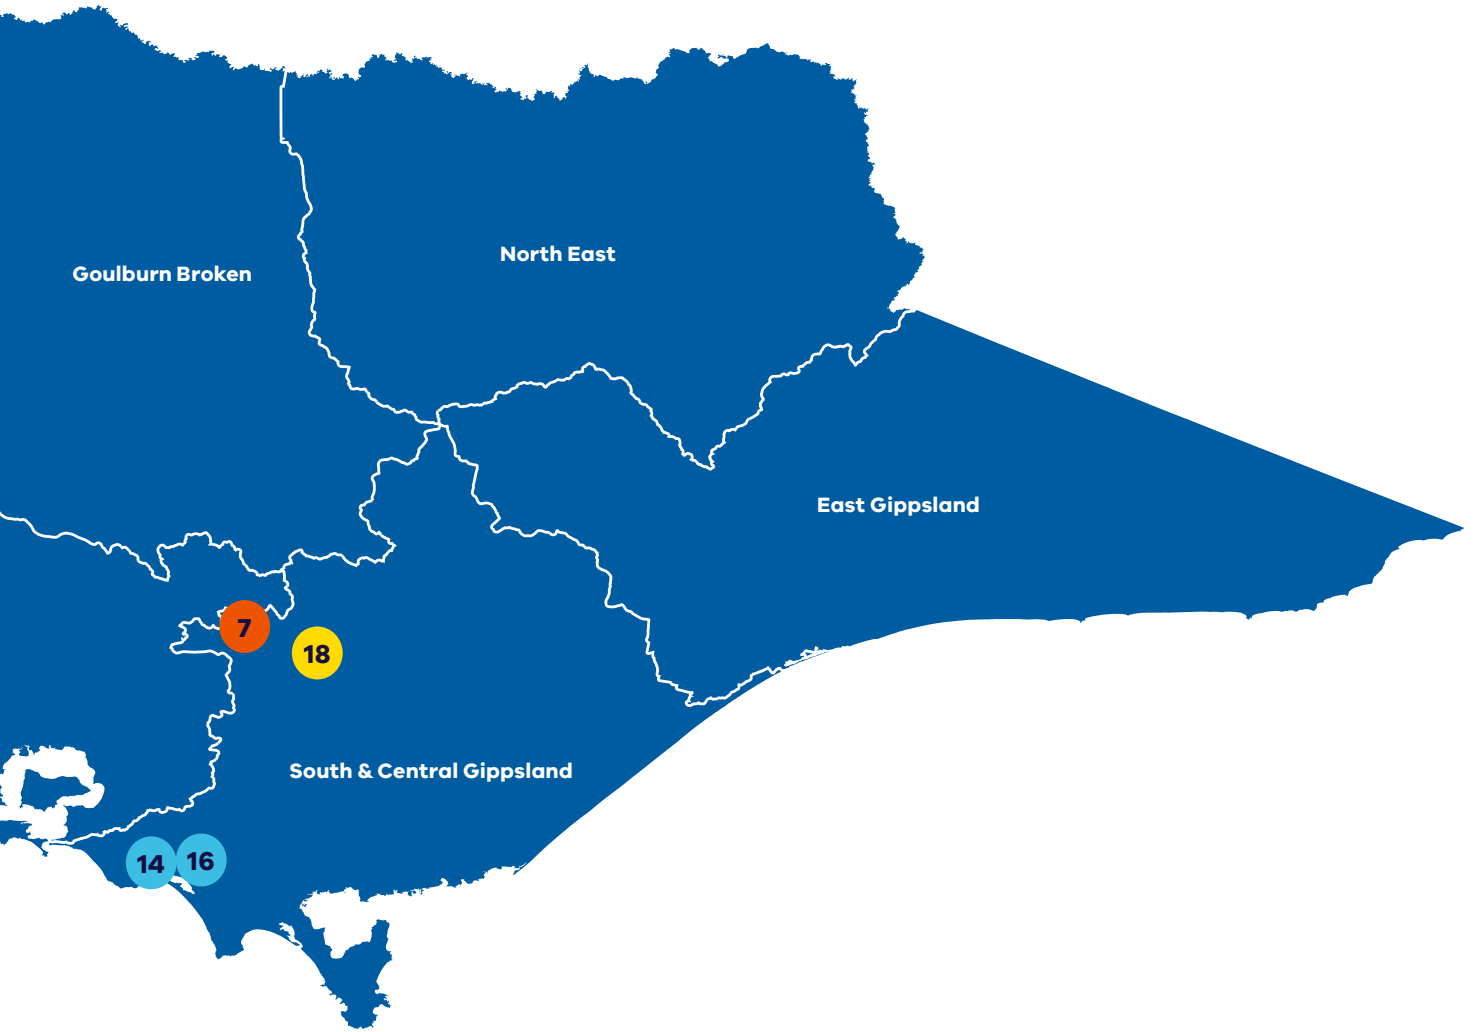 North East
Goulburn Broken
East Gippsland
7
18
South & Central Gippsland
14
16